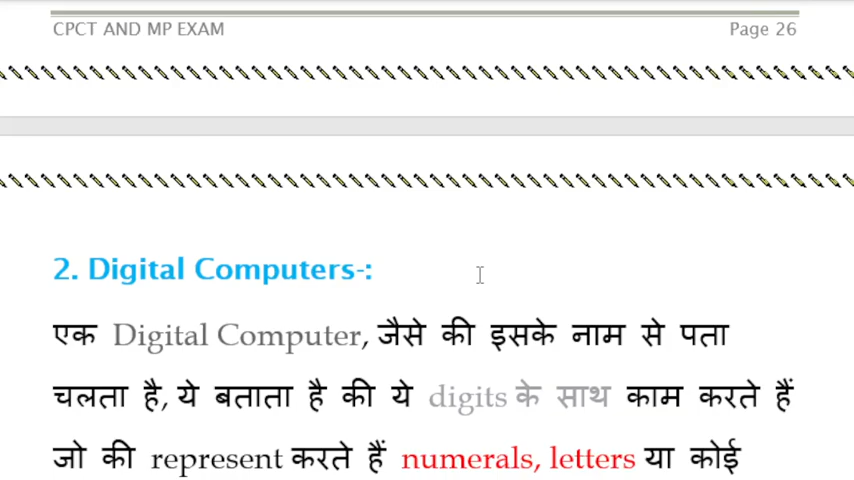 CPCT AND MP EXAM Page 26
2. Digital Computers-:
एक Digital Computer, जैसे की इसके नाम से पता
चलता है, ये बताता है की ये digits के साथ काम करते हैं
जो की represent करते हैं numerals, letters या कोई